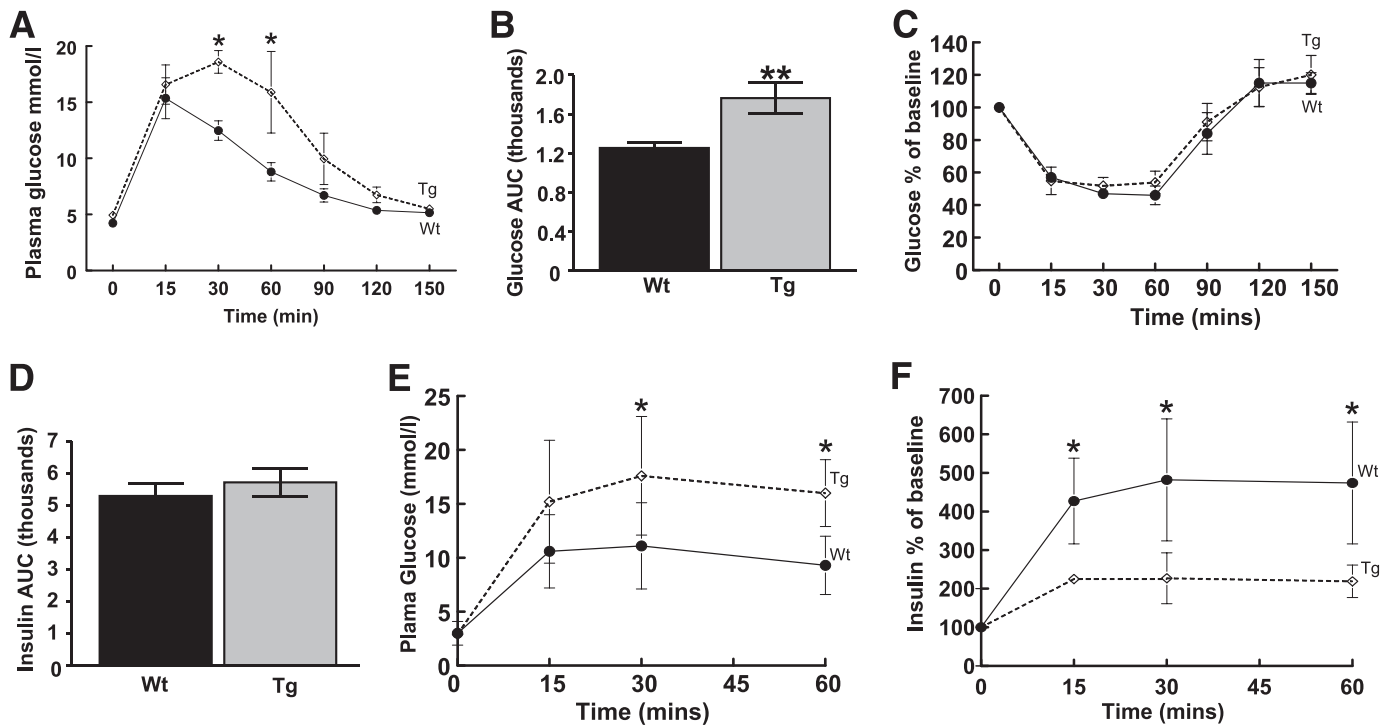 A
Plasma glucose mmol/l
20
15
10
5
0
*
*
Tg
Wt
0 15 30 60 90 120 150
Time (min)
B
Glucose AUC (thousands)
2.0
1.6
1.2
0.8
0.4
0
**
Wt Tg
C
Glucose % of baseline
140
120
100
80
60
40
20
0
Tg
Wt
0 15 30 60 90 120 150
Time (mins)
D
Insulin AUC (thousands)
7
6
5
4
3
2
1
0
Wt Tg
E
Plama Glucose (mmol/l)
25
20
15
10
5
0
*
*
Tg
Wt
0 15 30 45 60
Time (mins)
F
Insulin % of baseline
700
600
500
400
300
200
100
0
*
*
*
Wt
Tg
0 15 30 45 60
Time (mins)